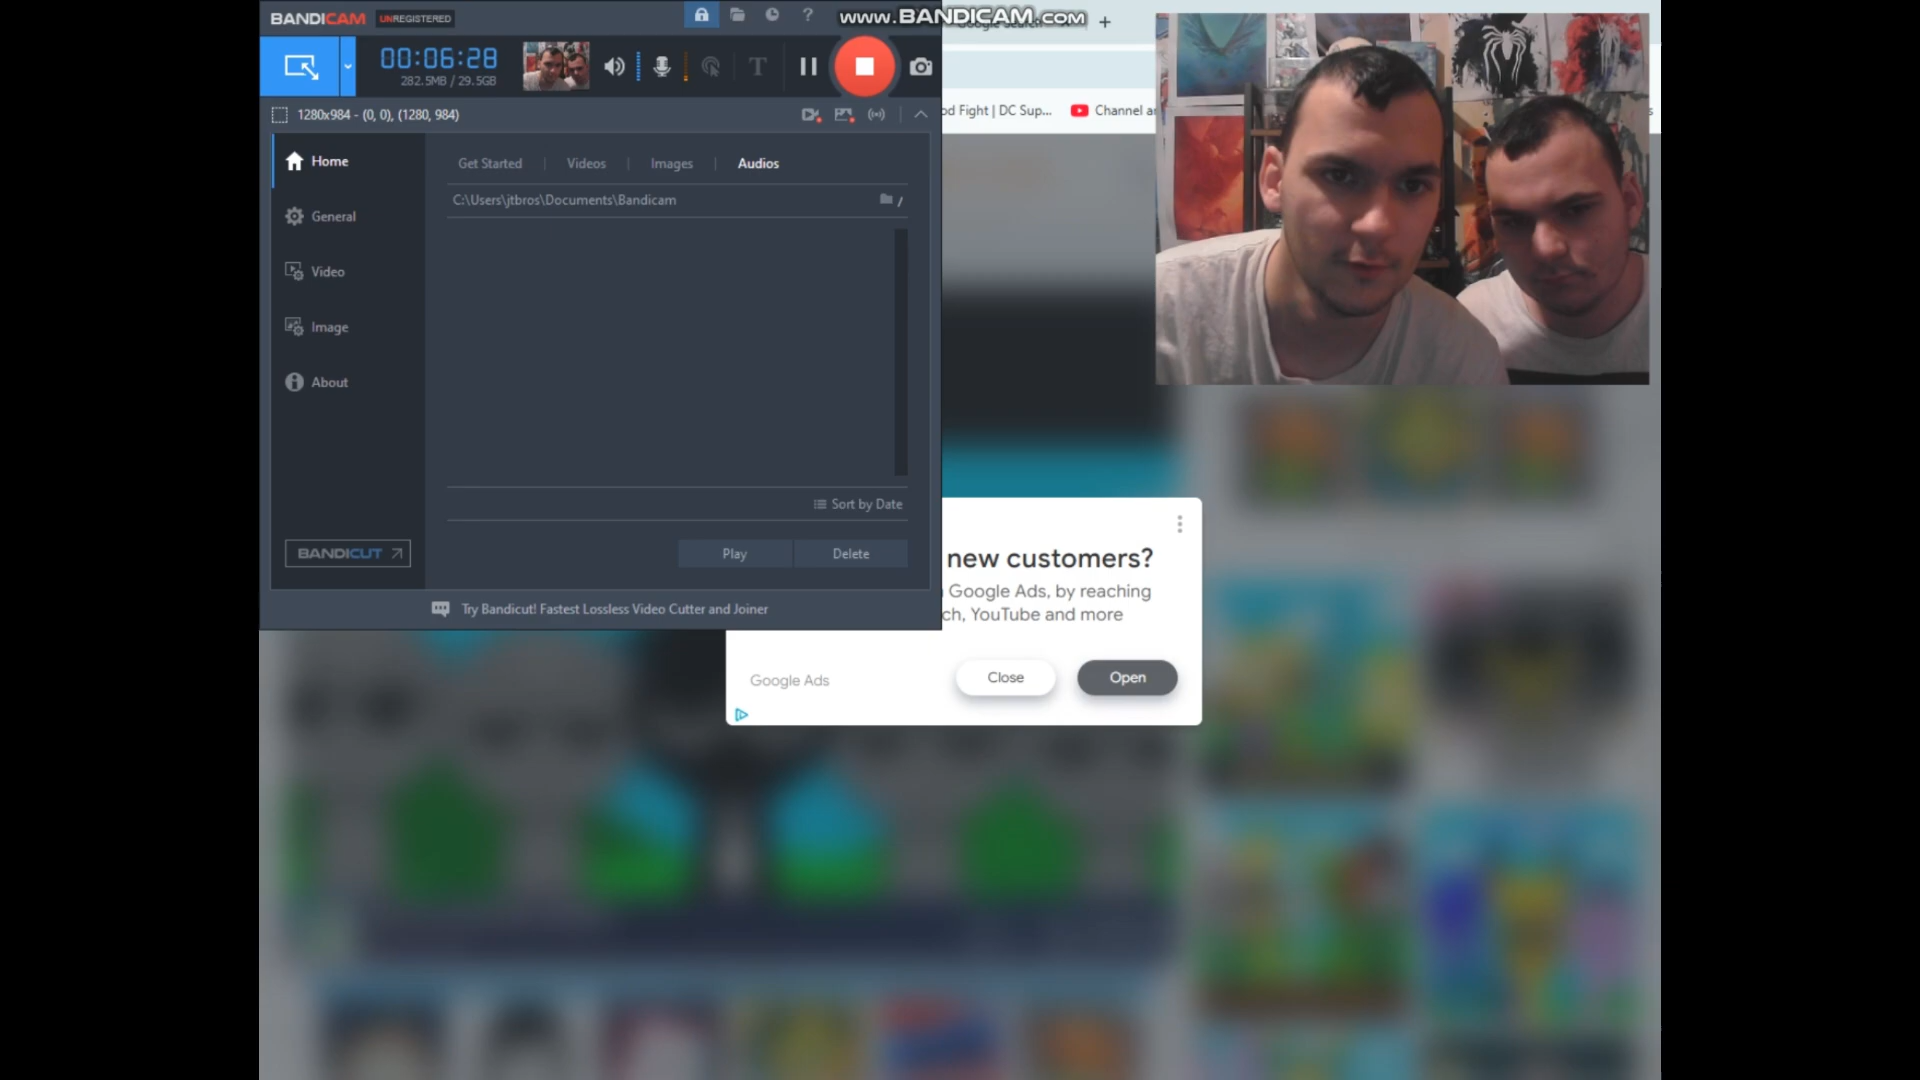 BANDICAM UNREGISTERED
www.BANDICAM.com
00:06:28
282.5MB / 29.5GB
1280x984 - (0, 0), (1280, 984)
od Fight | DC Sup...
Channel a
Home
General
Video
Image
About
Get Started
Videos
Images
Audios
C:\Users\jtbros\Documents\Bandicam
Sort by Date
Play
Delete
BANDICUT
Try Bandicut! Fastest Lossless Video Cutter and Joiner
new customers?
Google Ads, by reaching
ch, YouTube and more
Google Ads
Close
Open